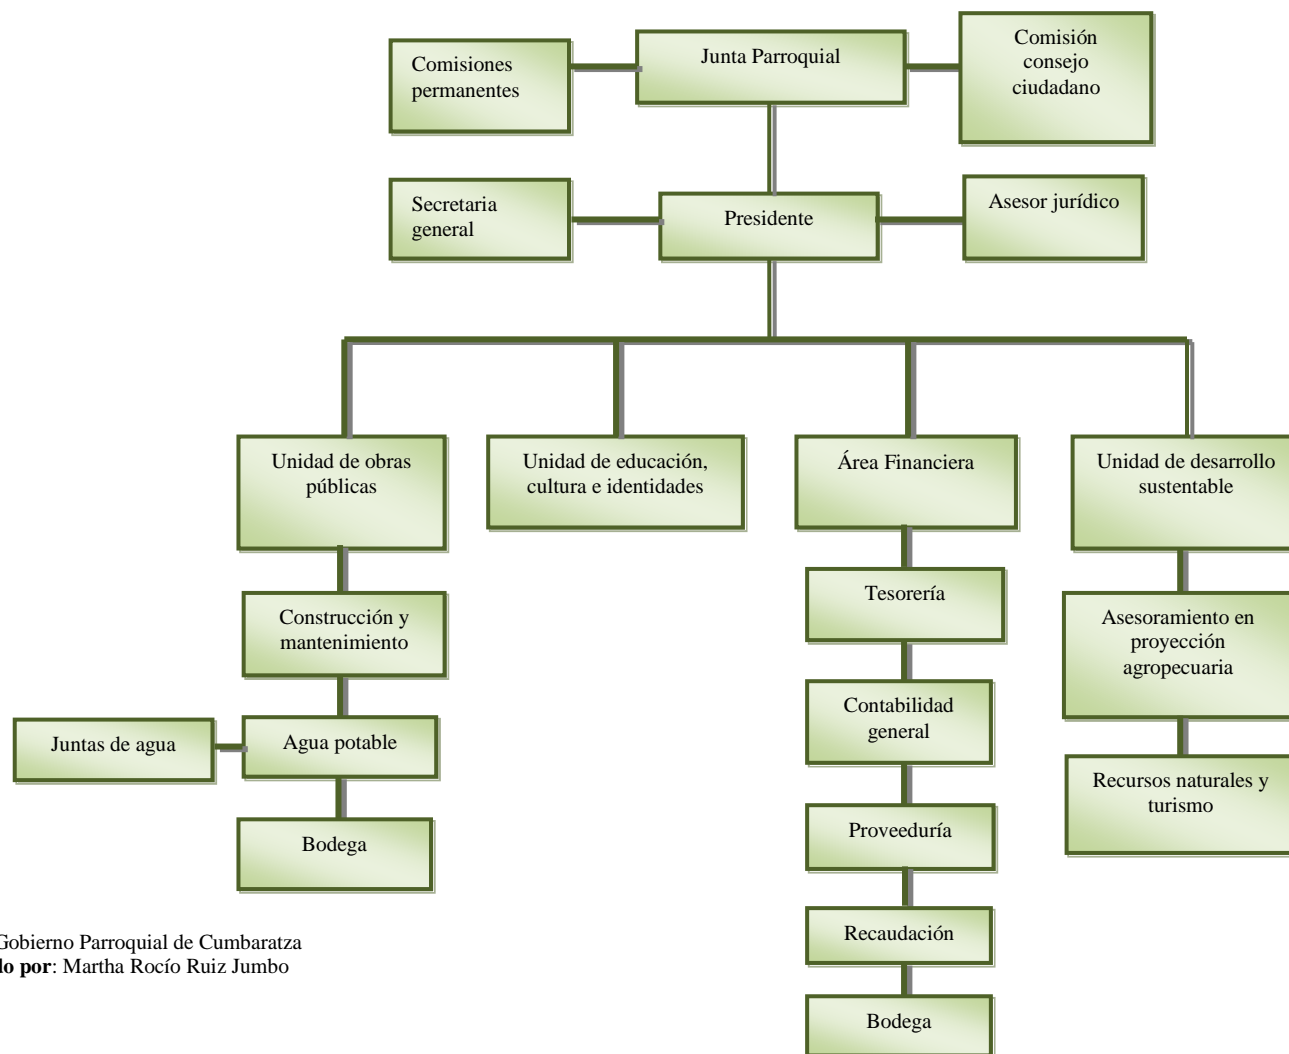 Comisiones
permanentes
Junta Parroquial
Comisión
consejo
ciudadano
Secretaria
general
Presidente
Asesor jurídico
Unidad de obras
públicas
Unidad de educación,
cultura e identidades
Área Financiera
Unidad de desarrollo
sustentable
Construcción y
mantenimiento
Tesorería
Asesoramiento en
proyección
agropecuaria
Contabilidad
general
Juntas de agua
Agua potable
Recursos naturales y
turismo
Bodega
Proveeduría
Recaudación
Bodega
Gobierno Parroquial de Cumbaratza
por: Martha Rocío Ruiz Jumbo